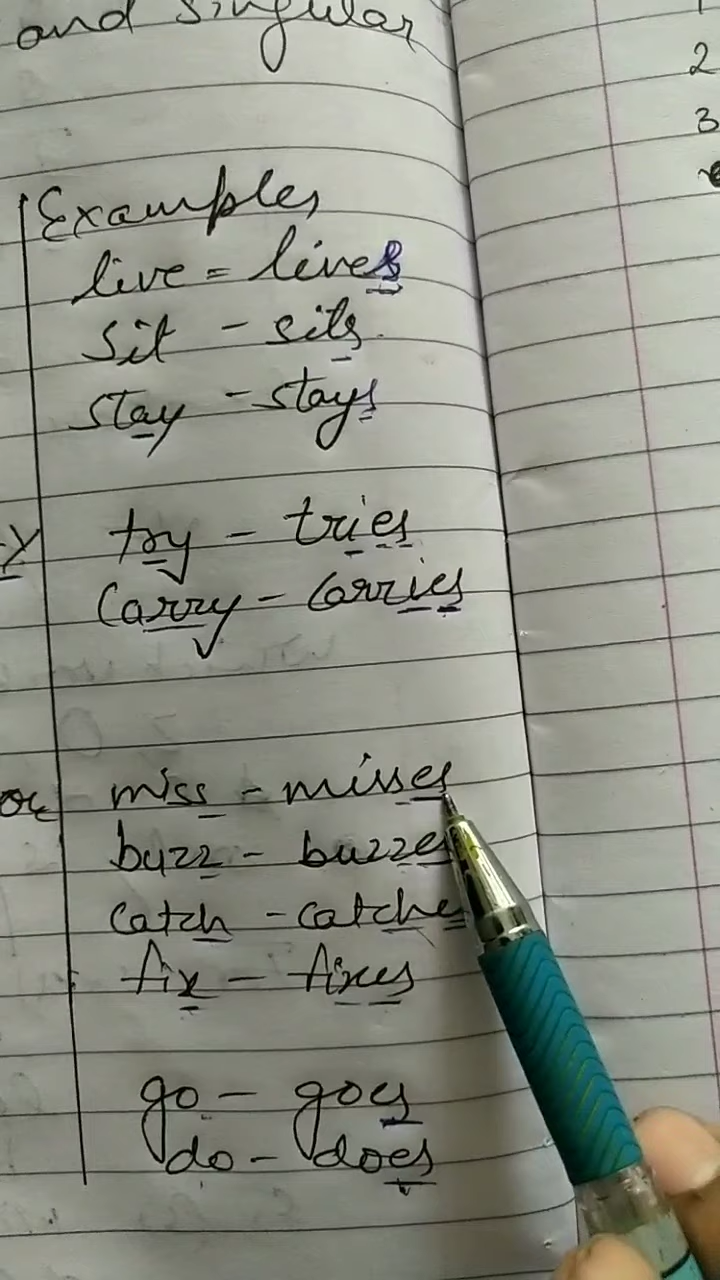 and Singular
2
3
Examples
live = lives
sit - sits
stay - stays
y try - tries
carry - carries
or miss - misses
buzz - buzzes
catch - catches
fix - fixes
go - goes
do - does